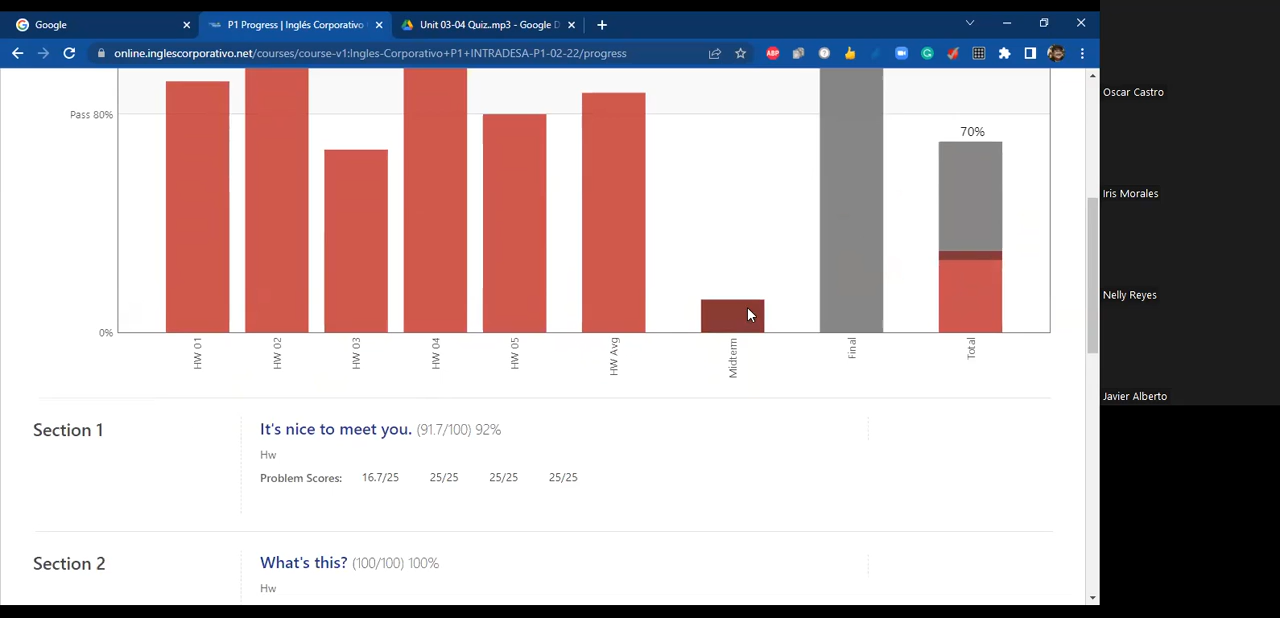 Google
P1 Progress | Inglés Corporativo
Unit 03-04 Quiz..mp3 - Google D
online.inglescorporativo.net/courses/course-v1:Ingles-Corporativo+P1+INTRADESA-P1-02-22/progress
ABP
Pass 80%
70%
0%
HW 01
HW 02
HW 03
HW 04
HW 05
HW Avg
Midterm
Final
Total
Section 1
It's nice to meet you. (91.7/100) 92%
Hw
Problem Scores: 16.7/25 25/25 25/25 25/25
Section 2
What's this? (100/100) 100%
Hw
Oscar Castro
Iris Morales
Nelly Reyes
Javier Alberto